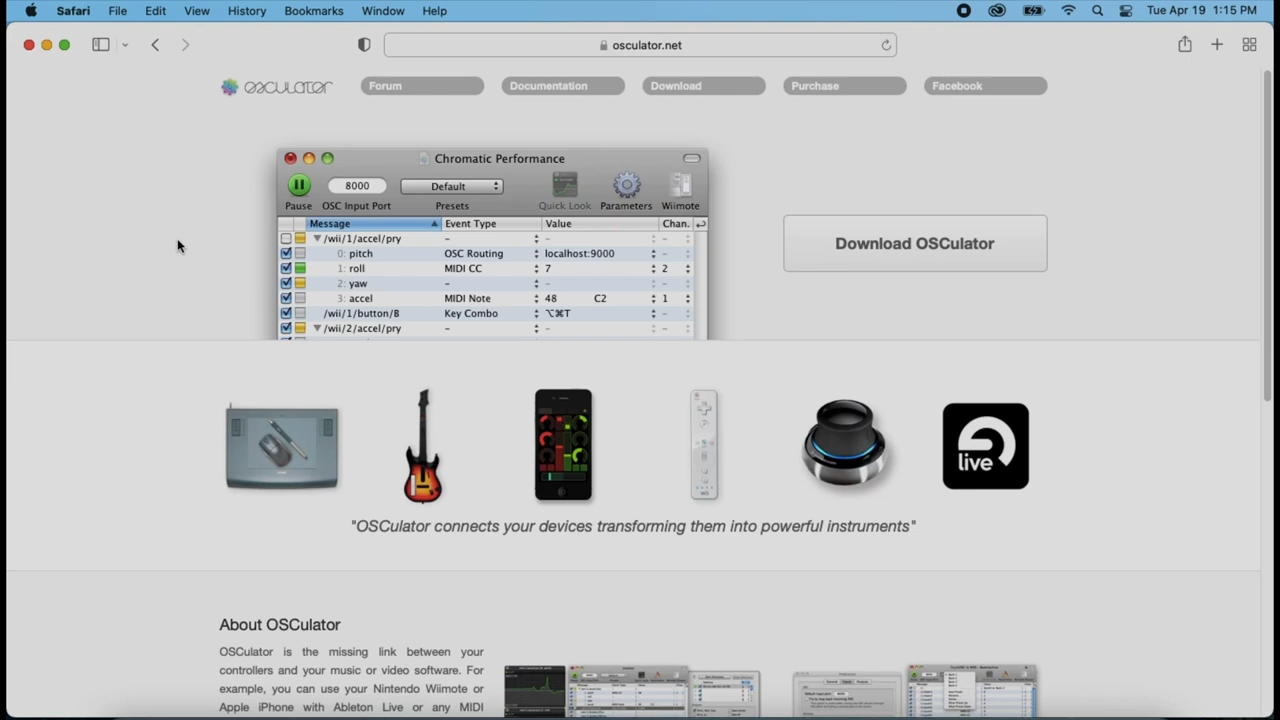 Safari File Edit View History Bookmarks Window Help Tue Apr 19 1:15 PM
osculator.net
OSCULATOR Forum Documentation Download Purchase Facebook
Chromatic Performance
8000 Default
Pause OSC Input Port Presets Quick Look Parameters Wiimote
Message Event Type Value Chan.
/wii/1/accel/pry - - -
0: pitch OSC Routing localhost:9000 -
1: roll MIDI CC 7 2
2: yaw - - -
3: accel MIDI Note 48 C2 1
/wii/1/button/B Key Combo ⌥⌘T -
/wii/2/accel/pry - - -
Download OSCulator
live
"OSCulator connects your devices transforming them into powerful instruments"
About OSCulator
OSCulator is the missing link between your
controllers and your music or video software. For
example, you can use your Nintendo Wiimote or
Apple iPhone with Ableton Live or any MIDI